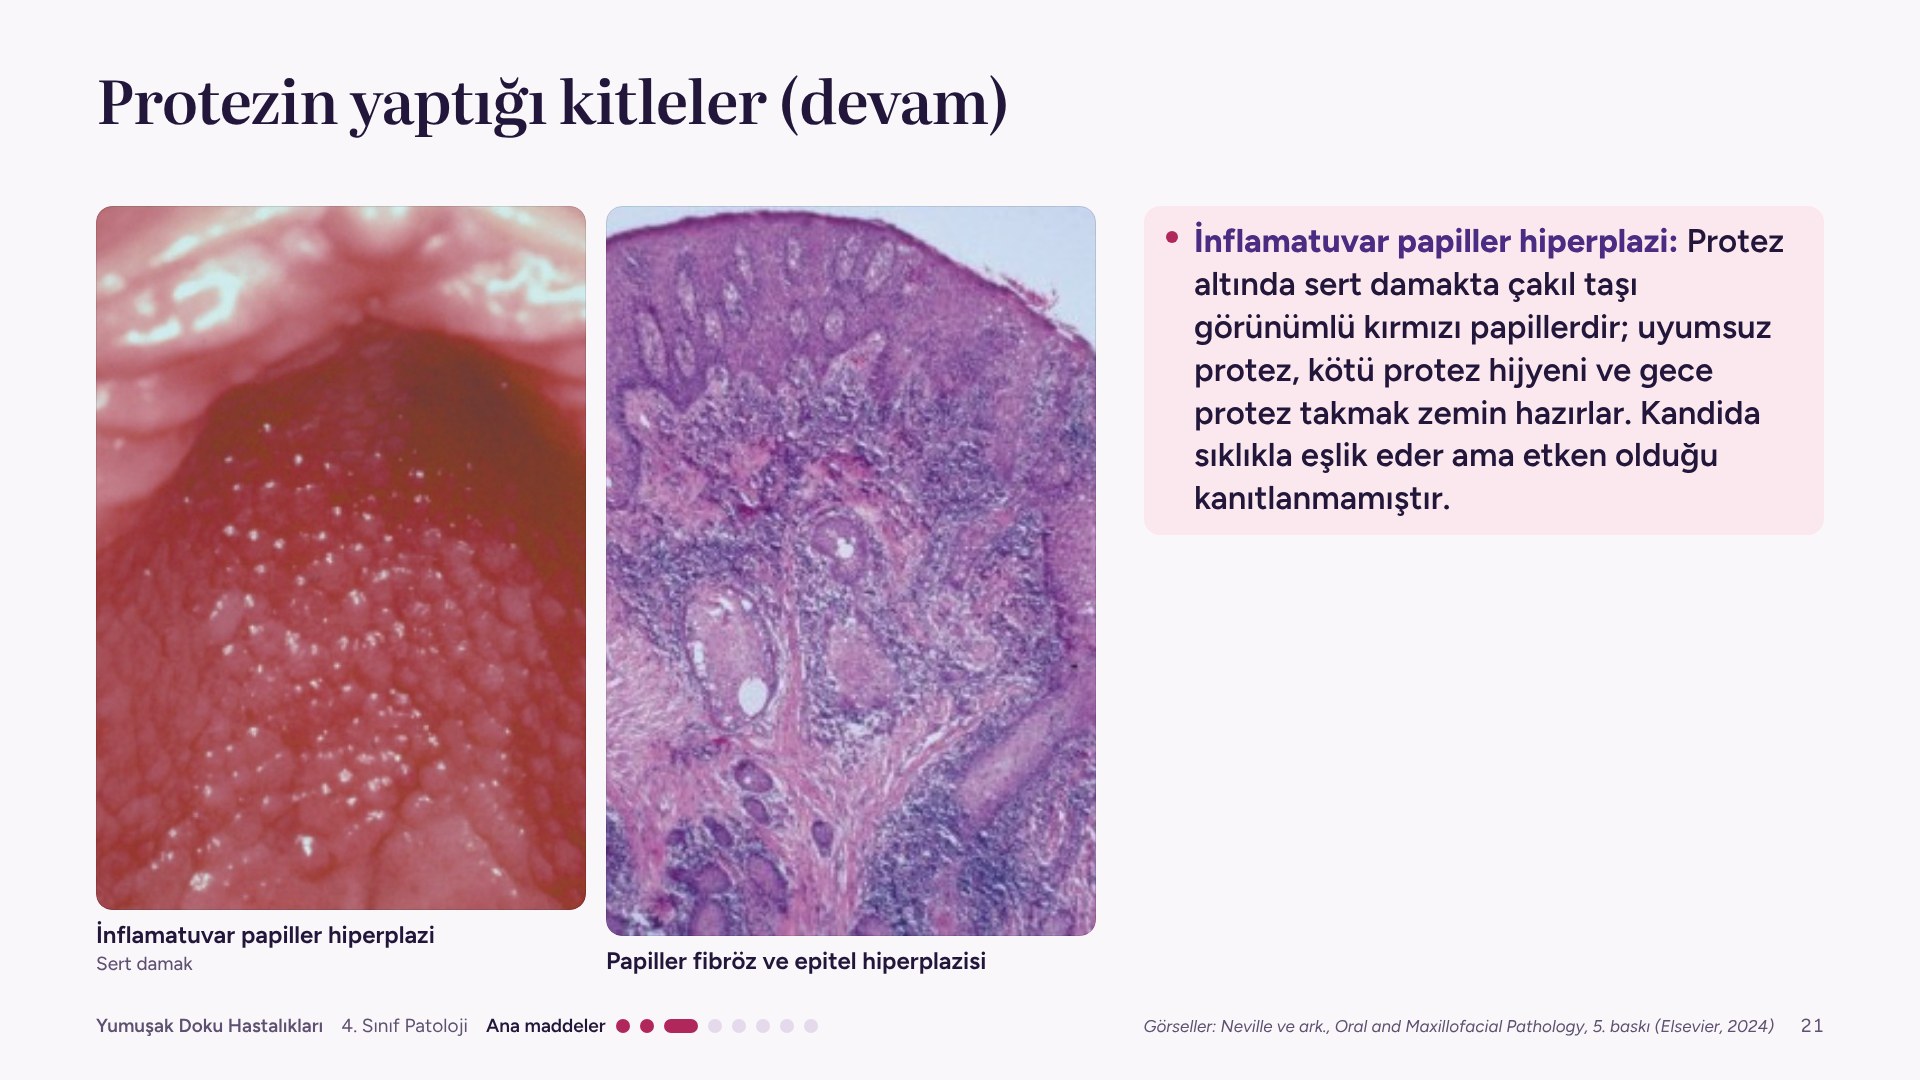 Protezin yaptığı kitleler (devam)
İnflamatuvar papiller hiperplazi: Protez
altında sert damakta çakıl taşı
görünümlü kırmızı papillerdir; uyumsuz
protez, kötü protez hijyeni ve gece
protez takmak zemin hazırlar. Kandida
sıklıkla eşlik eder ama etken olduğu
kanıtlanmamıştır.
İnflamatuvar papiller hiperplazi
Sert damak
Papiller fibröz ve epitel hiperplazisi
Yumuşak Doku Hastalıkları 4. Sınıf Patoloji Ana maddeler
Görseller: Neville ve ark., Oral and Maxillofacial Pathology, 5. baskı (Elsevier, 2024) 21